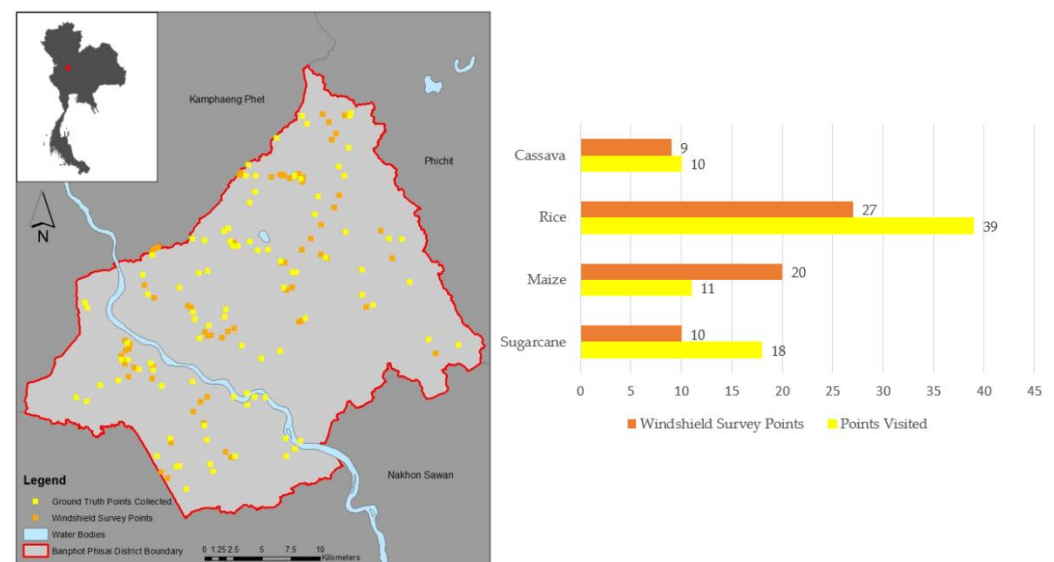 Kamphaeng Phet
Phichit
N
Nakhon Sawan
Legend
Ground Truth Points Collected
Windshield Survey Points
Water Bodies
Banphot Phisai District Boundary
0 1.25 2.5 5 7.5 10
Kilometers
Cassava
9
10
Rice
27
39
Maize
20
11
Sugarcane
10
18
0 5 10 15 20 25 30 35 40 45
Windshield Survey Points Points Visited